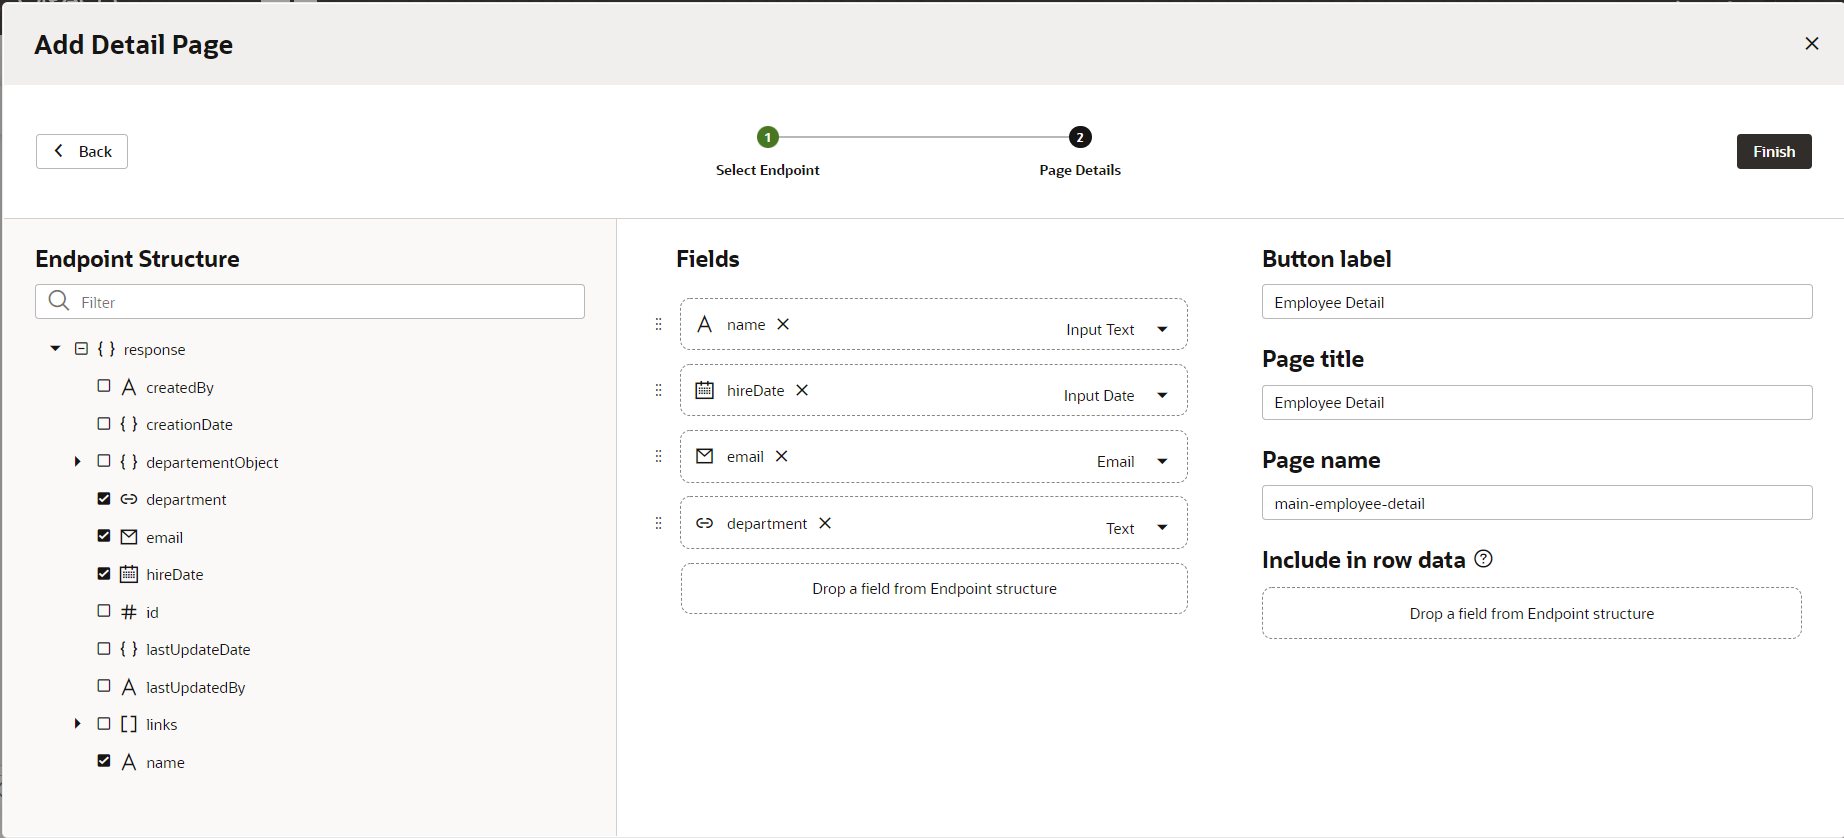 Add Detail Page
Back
1
2
Select Endpoint
Page Details
Finish
Endpoint Structure
Filter
{ } response
A createdBy
{ } creationDate
{ } departementObject
department
email
hireDate
# id
{ } lastUpdateDate
A lastUpdatedBy
[ ] links
A name
Fields
A name Input Text
hireDate Input Date
email Email
department Text
Drop a field from Endpoint structure
Button label
Employee Detail
Page title
Employee Detail
Page name
main-employee-detail
Include in row data ?
Drop a field from Endpoint structure